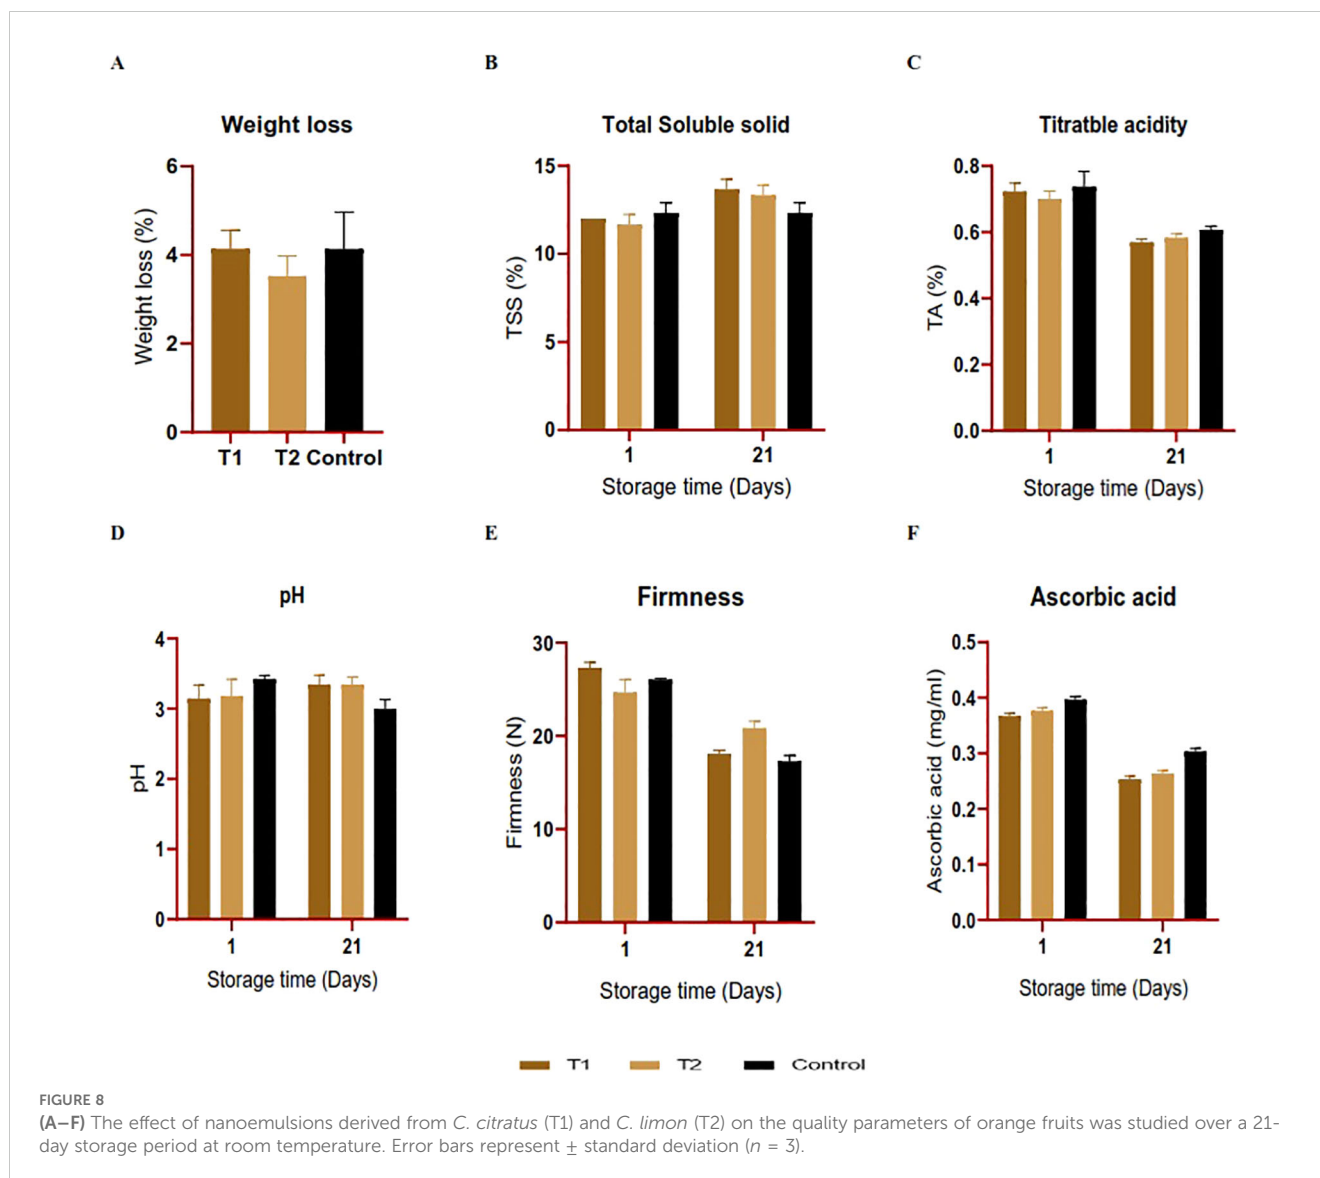 A
Weight loss
Weight loss (%)
6
4
2
0
T1 T2 Control
B
Total Soluble solid
TSS (%)
15
10
5
0
1 21
Storage time (Days)
C
Titratble acidity
TA (%)
0.8
0.6
0.4
0.2
0.0
1 21
Storage time (Days)
D
pH
pH
4
3
2
1
0
1 21
Storage time (Days)
E
Firmness
Firmness (N)
30
20
10
0
1 21
Storage time (Days)
F
Ascorbic acid
Ascorbic acid (mg/ml)
0.5
0.4
0.3
0.2
0.1
0.0
1 21
Storage time (Days)
T1 T2 Control
FIGURE 8
(A–F) The effect of nanoemulsions derived from C. citratus (T1) and C. limon (T2) on the quality parameters of orange fruits was studied over a 21-
day storage period at room temperature. Error bars represent ± standard deviation (n = 3).